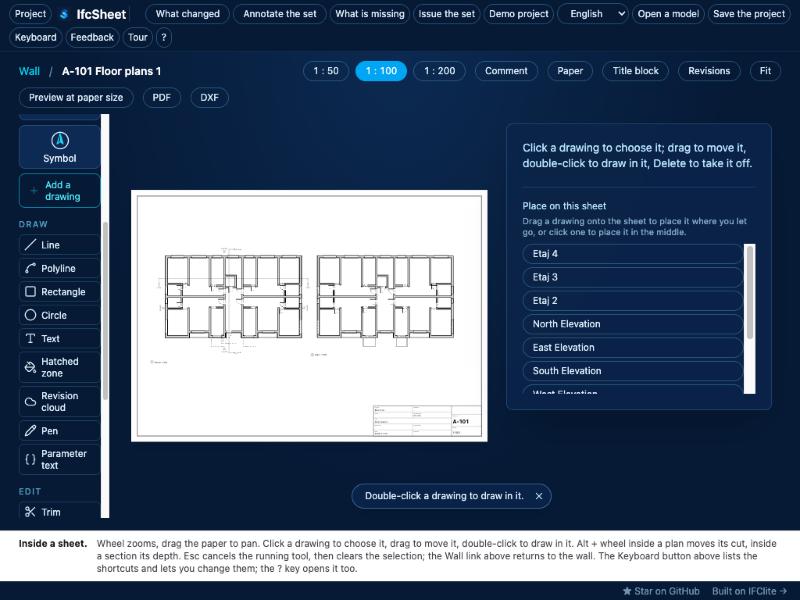 Project IfcSheet What changed Annotate the set What is missing Issue the set Demo project English Open a model Save the project
Keyboard Feedback Tour ?
Wall / A-101 Floor plans 1 1 : 50 1 : 100 1 : 200 Comment Paper Title block Revisions Fit
Preview at paper size PDF DXF
Symbol
+ Add a drawing
DRAW
Line
Polyline
Rectangle
Circle
Text
Hatched zone
Revision cloud
Pen
Parameter text
EDIT
Trim
A-101
Click a drawing to choose it; drag to move it,
double-click to draw in it, Delete to take it off.
Place on this sheet
Drag a drawing onto the sheet to place it where you let
go, or click one to place it in the middle.
Etaj 4
Etaj 3
Etaj 2
North Elevation
East Elevation
South Elevation
West Elevation
Double-click a drawing to draw in it. ×
Inside a sheet. Wheel zooms, drag the paper to pan. Click a drawing to choose it, drag to move it, double-click to draw in it. Alt + wheel inside a plan moves its cut, inside
a section its depth. Esc cancels the running tool, then clears the selection; the Wall link above returns to the wall. The Keyboard button above lists the
shortcuts and lets you change them; the ? key opens it too.
★ Star on GitHub Built on IFClite →